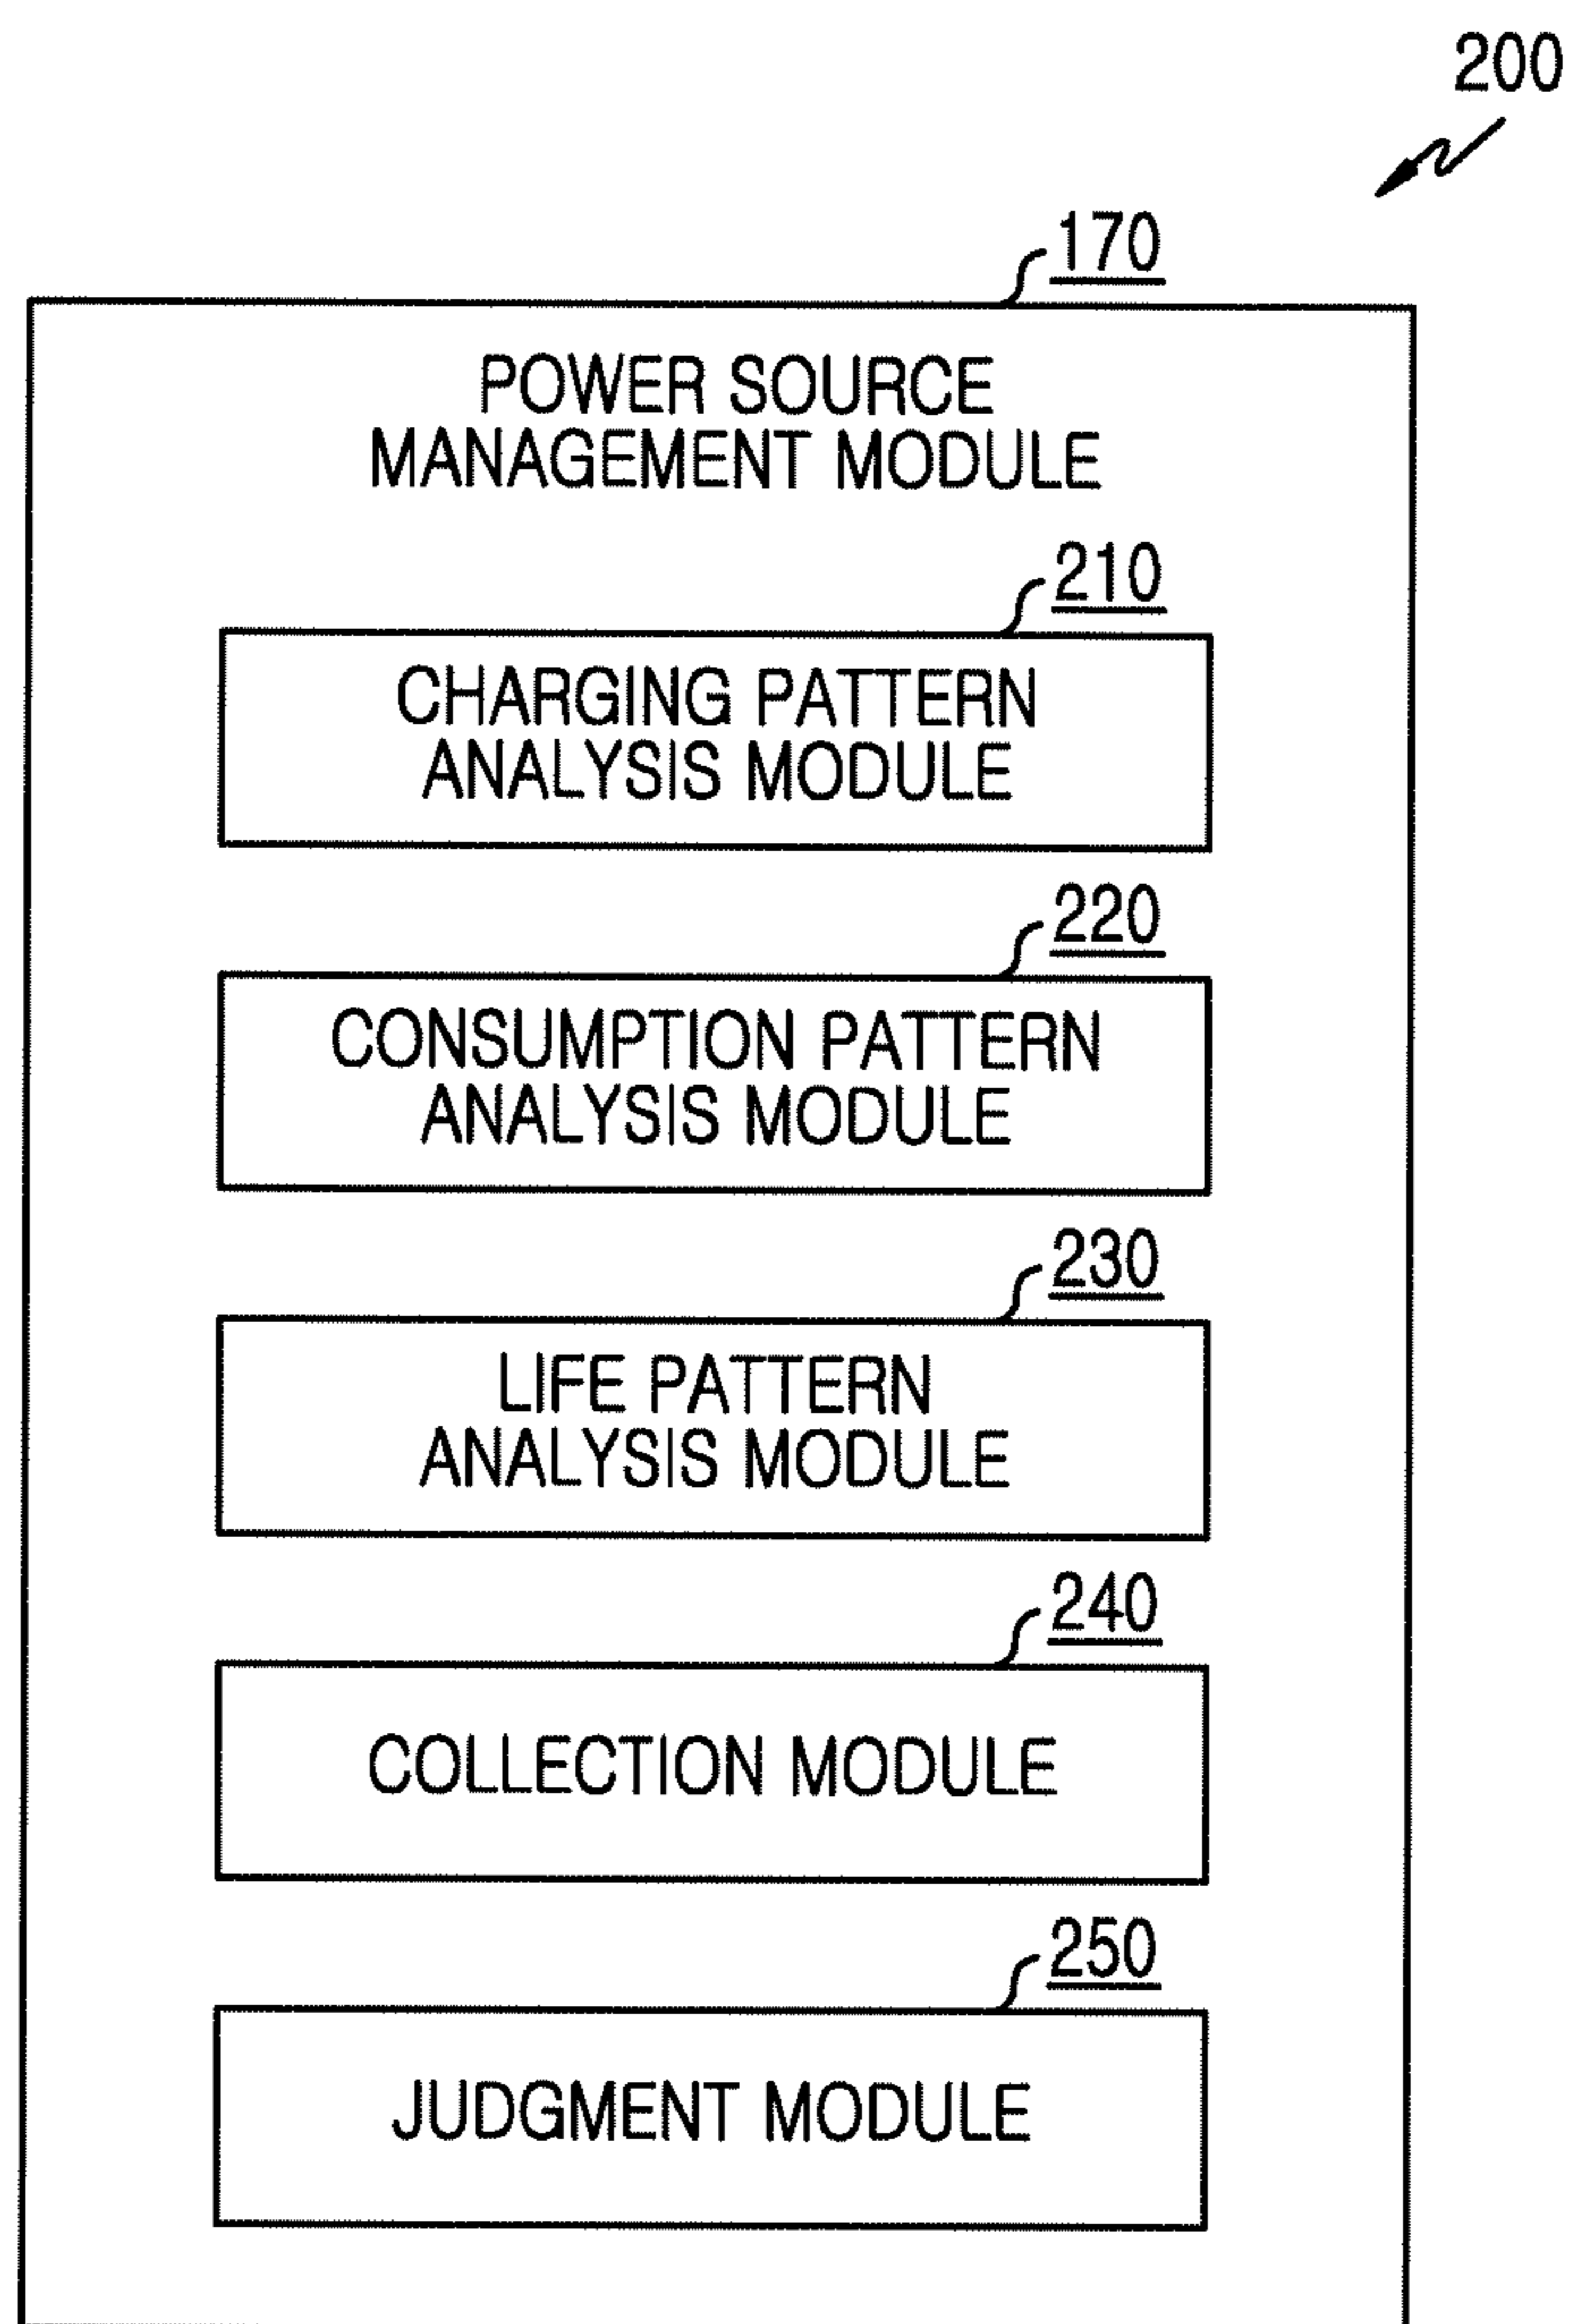 200
170
POWER SOURCE
MANAGEMENT MODULE
210
CHARGING PATTERN
ANALYSIS MODULE
220
CONSUMPTION PATTERN
ANALYSIS MODULE
230
LIFE PATTERN
ANALYSIS MODULE
240
COLLECTION MODULE
250
JUDGMENT MODULE